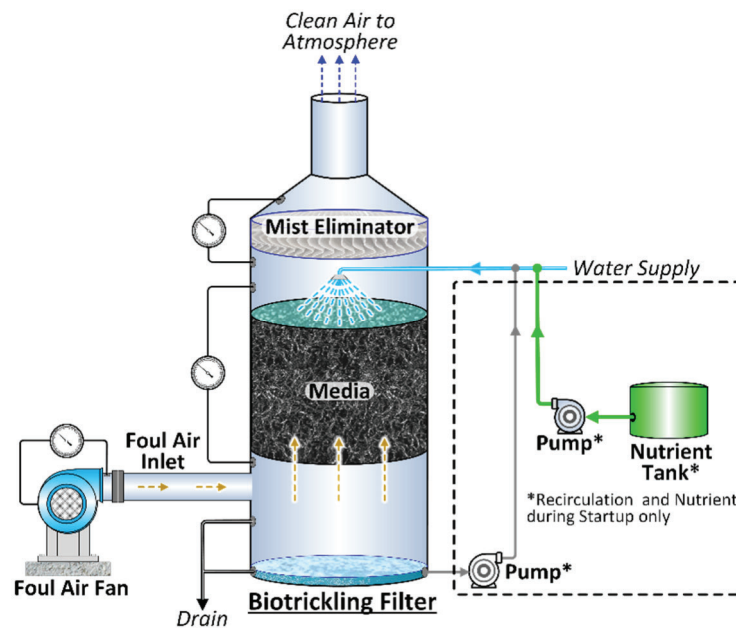 Clean Air to
Atmosphere
Mist Eliminator
Water Supply
Media
Foul Air
Inlet
Pump*
Nutrient
Tank*
*Recirculation and Nutrient
during Startup only
Foul Air Fan
Pump*
Drain
Biotrickling Filter